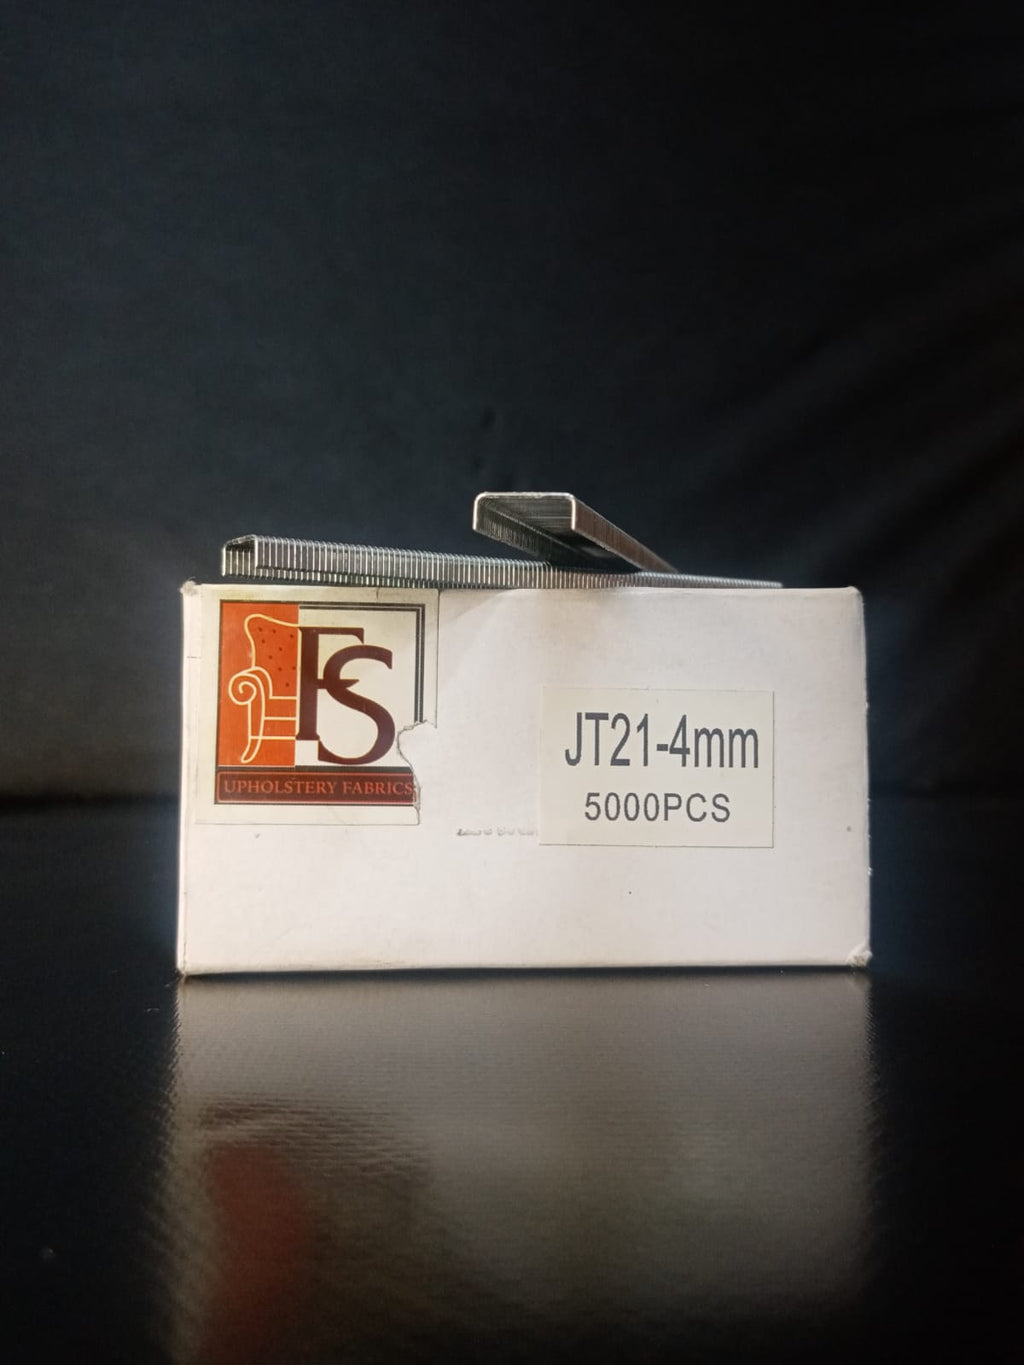 FS
UPHOLSTERY FABRICS
JT21-4mm
5000PCS